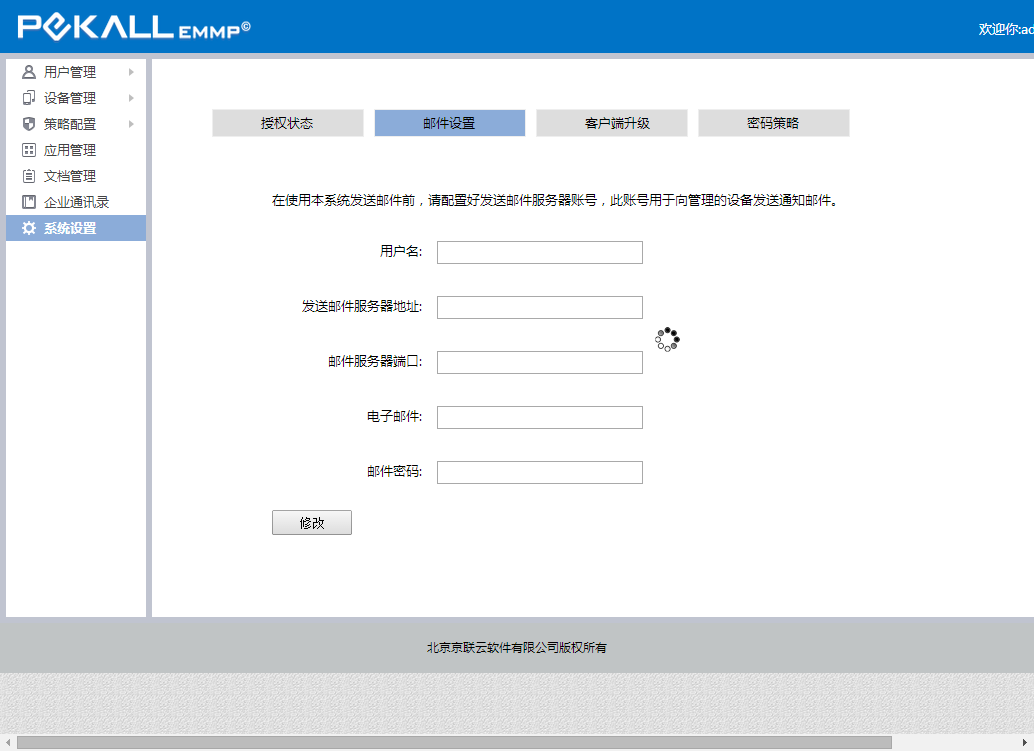 PEKALL EMMP©
欢迎你:ad
用户管理
设备管理
策略配置
应用管理
文档管理
企业通讯录
系统设置
授权状态 邮件设置 客户端升级 密码策略
在使用本系统发送邮件前，请配置好发送邮件服务器账号，此账号用于向管理的设备发送通知邮件。
用户名:
发送邮件服务器地址:
邮件服务器端口:
电子邮件:
邮件密码:
修改
北京京联云软件有限公司版权所有